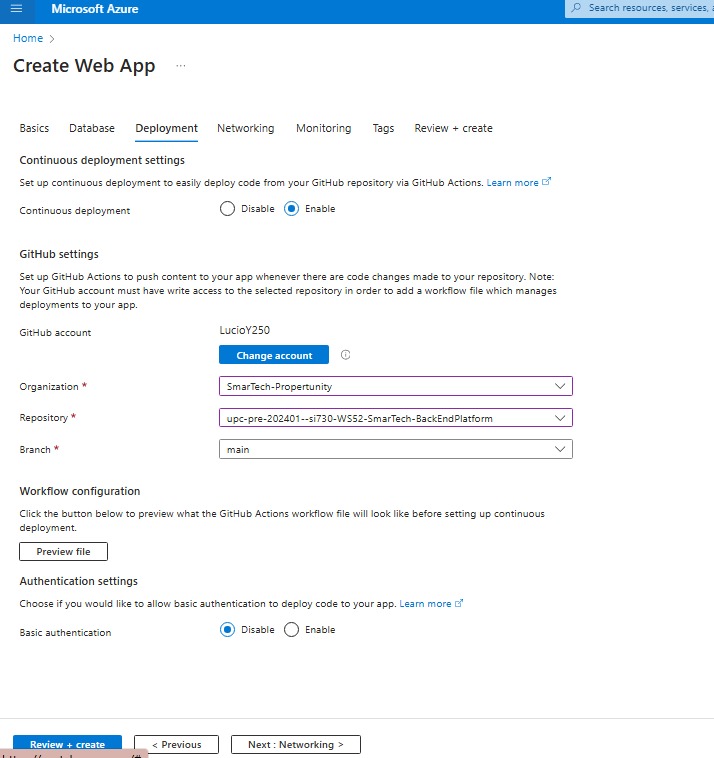 Microsoft Azure
Search resources, services, a
Home >
Create Web App ...
Basics Database Deployment Networking Monitoring Tags Review + create
Continuous deployment settings
Set up continuous deployment to easily deploy code from your GitHub repository via GitHub Actions. Learn more
Continuous deployment Disable Enable
GitHub settings
Set up GitHub Actions to push content to your app whenever there are code changes made to your repository. Note:
Your GitHub account must have write access to the selected repository in order to add a workflow file which manages
deployments to your app.
GitHub account LucioY250
Change account
Organization * SmarTech-Propertunity
Repository * upc-pre-202401--si730-WS52-SmarTech-BackEndPlatform
Branch * main
Workflow configuration
Click the button below to preview what the GitHub Actions workflow file will look like before setting up continuous
deployment.
Preview file
Authentication settings
Choose if you would like to allow basic authentication to deploy code to your app. Learn more
Basic authentication Disable Enable
Review + create < Previous Next : Networking >